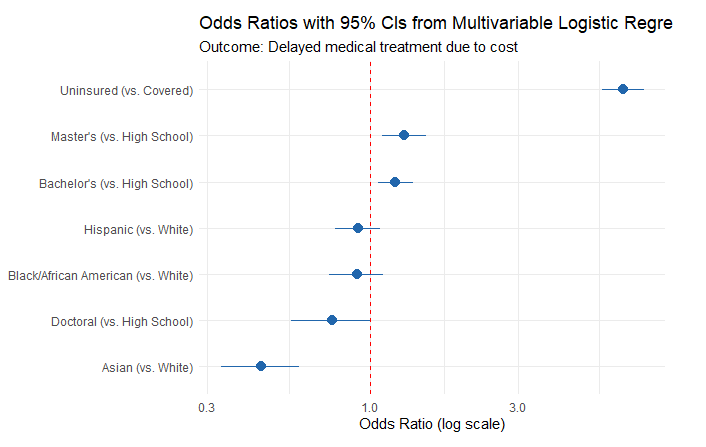 Odds Ratios with 95% CIs from Multivariable Logistic Regre
Outcome: Delayed medical treatment due to cost
Uninsured (vs. Covered)
Master's (vs. High School)
Bachelor's (vs. High School)
Hispanic (vs. White)
Black/African American (vs. White)
Doctoral (vs. High School)
Asian (vs. White)
0.3 1.0 3.0
Odds Ratio (log scale)